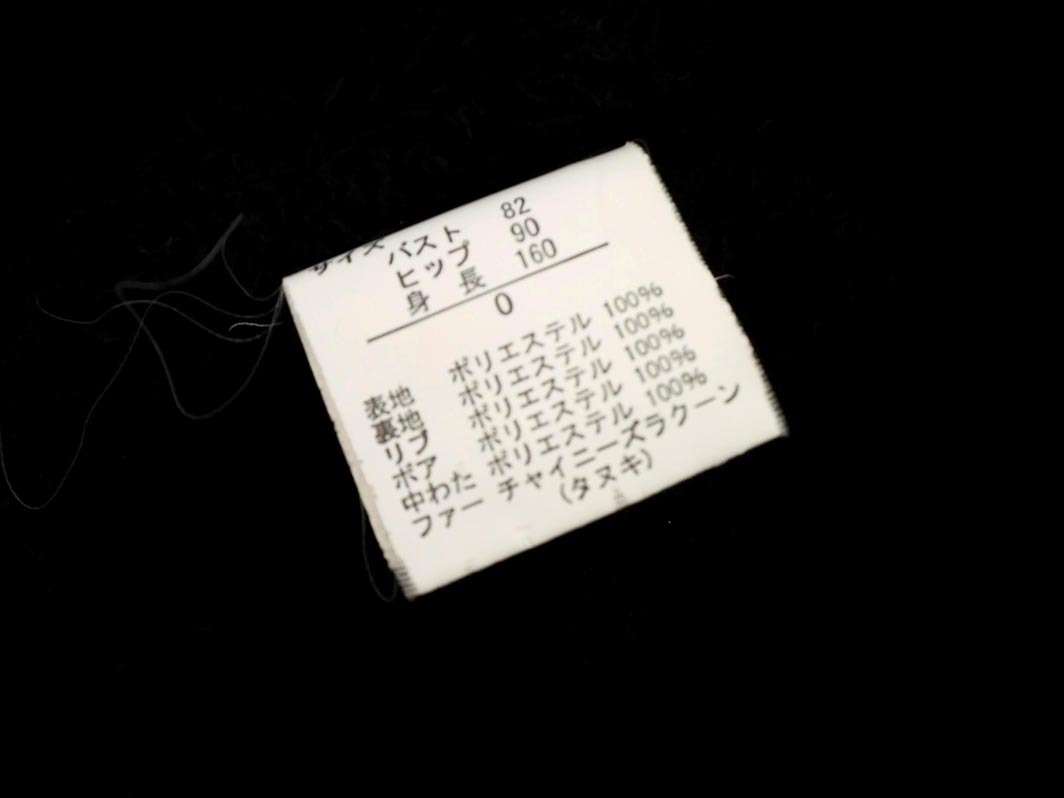 サイズ
バスト 82
ヒップ 90
身長 160
0
表地 ポリエステル 100%
裏地 ポリエステル 100%
リブ ポリエステル 100%
ボア ポリエステル 100%
中わた ポリエステル 100%
ファー チャイニーズラクーン
(タヌキ)